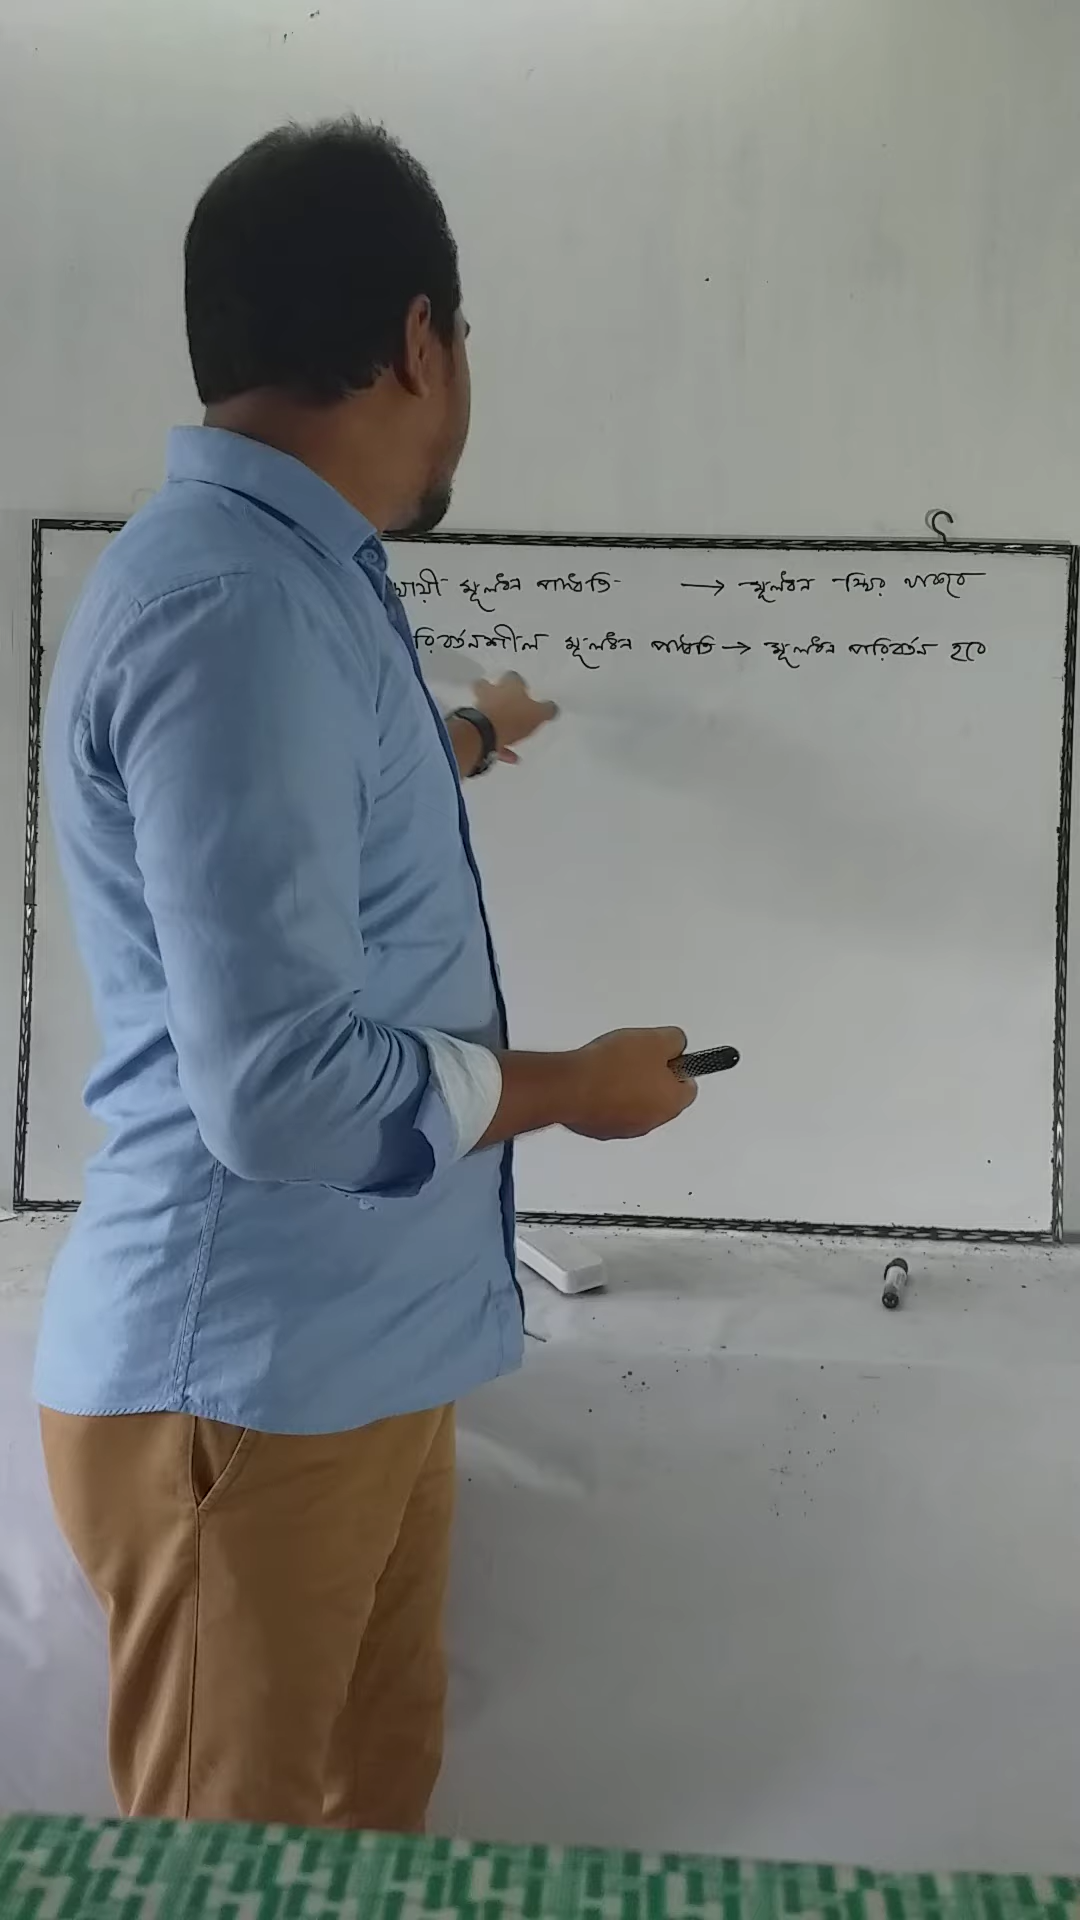 স্থায়ী মূলধন পদ্ধতি → মূলধন স্থির থাকবে
পরিবর্তনশীল মূলধন পদ্ধতি → মূলধন পরিবর্তন হবে